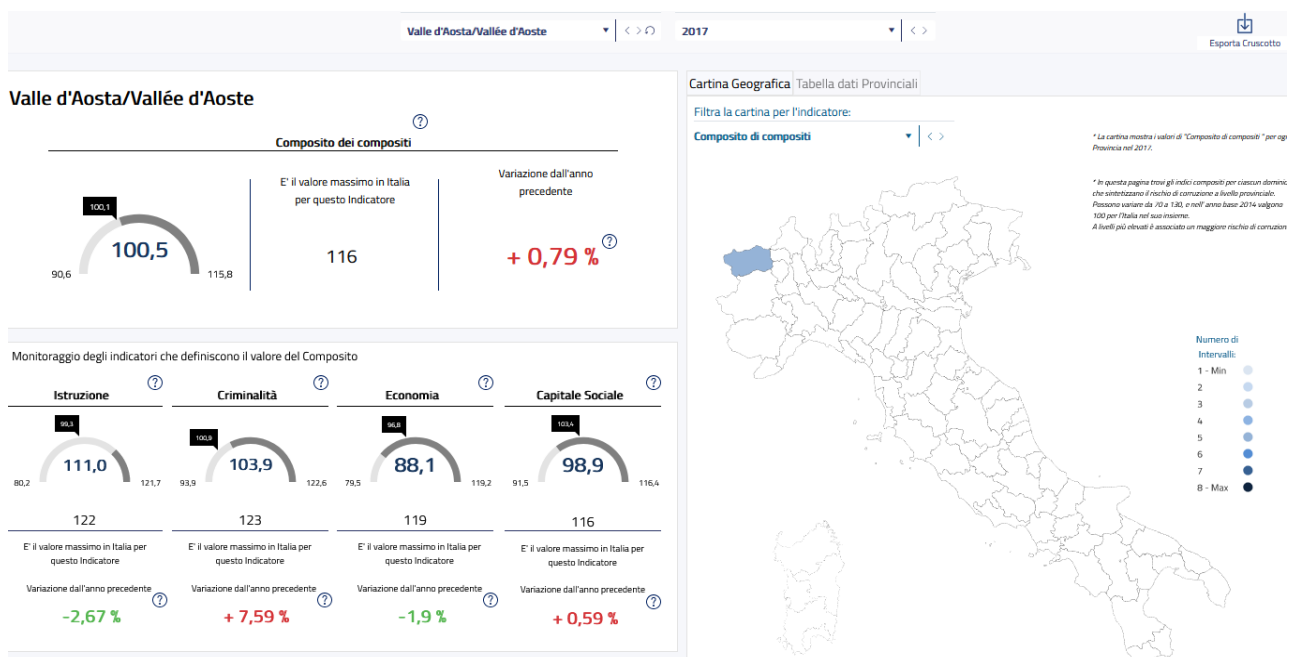 Valle d'Aosta/Vallée d'Aoste
2017
Esporta Cruscotto
Valle d'Aosta/Vallée d'Aoste
?
Composito dei compositi
100,1
100,5
90,6
115,8
E' il valore massimo in Italia
per questo Indicatore
116
Variazione dall'anno
precedente
+ 0,79 %
?
Monitoraggio degli indicatori che definiscono il valore del Composito
?
Istruzione
99,3
111,0
80,2
121,7
122
E' il valore massimo in Italia per
questo Indicatore
Variazione dall'anno precedente
?
-2,67 %
?
Criminalità
100,9
103,9
93,9
122,6
123
E' il valore massimo in Italia per
questo Indicatore
Variazione dall'anno precedente
?
+ 7,59 %
?
Economia
96,8
88,1
79,5
119,2
119
E' il valore massimo in Italia per
questo Indicatore
Variazione dall'anno precedente
?
-1,9 %
?
Capitale Sociale
103,4
98,9
91,5
116,4
116
E' il valore massimo in Italia per
questo Indicatore
Variazione dall'anno precedente
?
+ 0,59 %
Cartina Geografica
Tabella dati Provinciali
Filtra la cartina per l'indicatore:
Composito di compositi
* La cartina mostra i valori di "Composito di compositi " per ogn
Provincia nel 2017.
* In questa pagina trovi gli indici compositi per ciascun dominio
che sintetizzano il rischio di corruzione a livello provinciale.
Possono variare da 70 a 130, e nell' anno base 2014 valgono
100 per l'Italia nel suo insieme.
A livelli più elevati è associato un maggiore rischio di corruzion
Numero di
Intervalli:
1 - Min
2
3
4
5
6
7
8 - Max